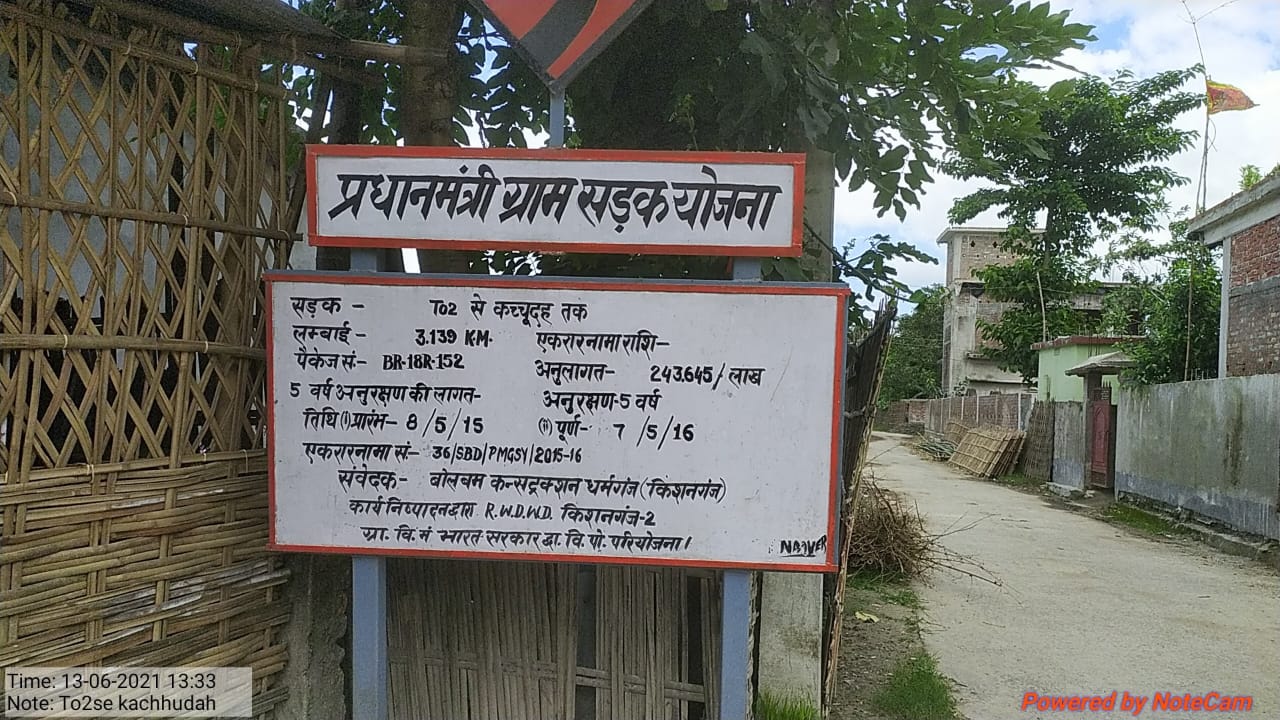 प्रधानमंत्री ग्राम सड़क योजना
सड़क - To2 से कच्चूदह तक
लम्बाई - 3.139 K.M. एकरारनामा राशि-
पैकेज सं- BR-18R-152 अनुलागत- 243.645/ लाख
5 वर्ष अनुरक्षण की लागत- अनुरक्षण-5 वर्ष
तिथि (i) प्रारंभ- 8/5/15 (ii) पूर्ण- 7/5/16
एकरारनामा सं- 36/SBD/PMGSY/2015-16
संवेदक- बोलबम कन्सट्रक्शन धर्मगंज (किशनगंज)
कार्य निष्पादन द्वारा R.W.D.W.D. किशनगंज-2
ग्रा. वि. मं भारत सरकार द्वा. वि. पो. परियोजना।
Time: 13-06-2021 13:33
Note: To2se kachhudah
Powered by NoteCam